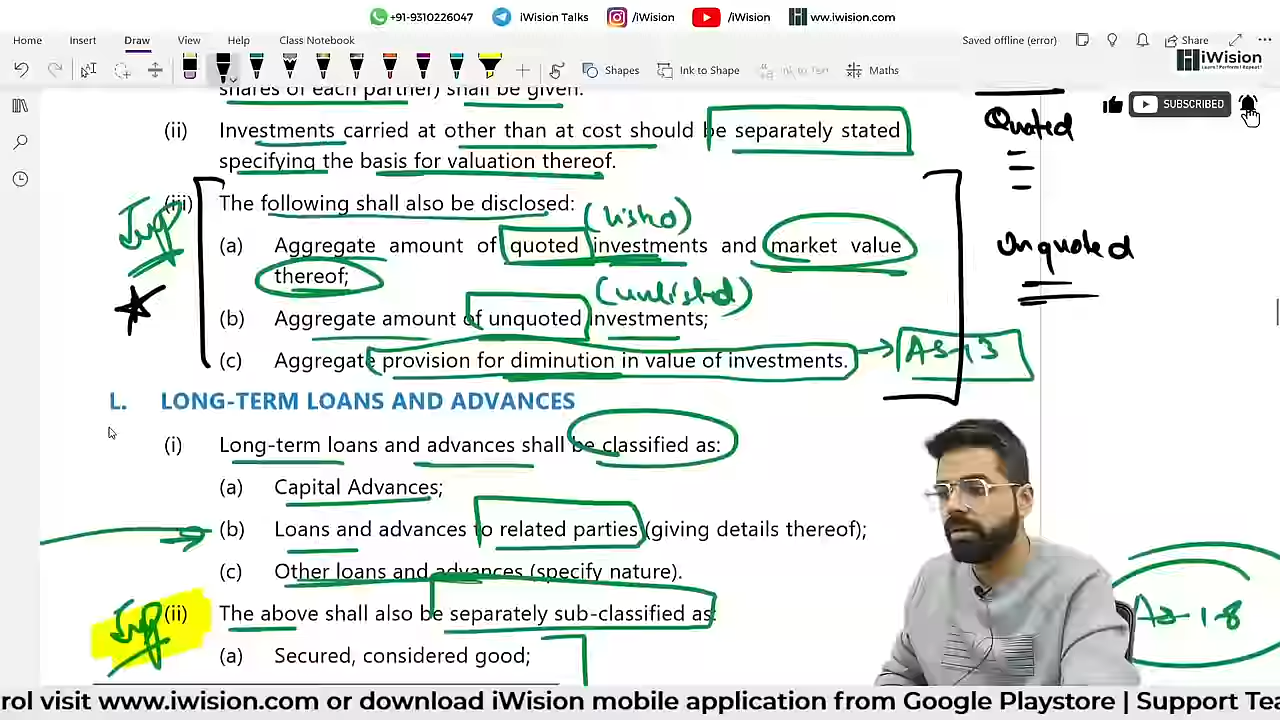 +91-9310226047 iWision Talks /iWision /iWision ww.iwision.com
Home Insert Draw View Help Class Notebook Saved offline (error) Share
Shapes Ink to Shape Ink to Text Maths
iWision
Learn! Perform! Repeat!
SUBSCRIBED
shares of each partner) shall be given.
Quoted
(ii) Investments carried at other than at cost should be separately stated
specifying the basis for valuation thereof.
Imp
(iii) The following shall also be disclosed:
(listed)
(a) Aggregate amount of quoted investments and market value
thereof;
Unquoted
(unlisted)
(b) Aggregate amount of unquoted investments;
(c) Aggregate provision for diminution in value of investments.
AS-13
L. LONG-TERM LOANS AND ADVANCES
(i) Long-term loans and advances shall be classified as:
(a) Capital Advances;
(b) Loans and advances to related parties (giving details thereof);
(c) Other loans and advances (specify nature).
AS-18
Imp
(ii) The above shall also be separately sub-classified as:
(a) Secured, considered good;
rol visit www.iwision.com or download iWision mobile application from Google Playstore | Support Tea